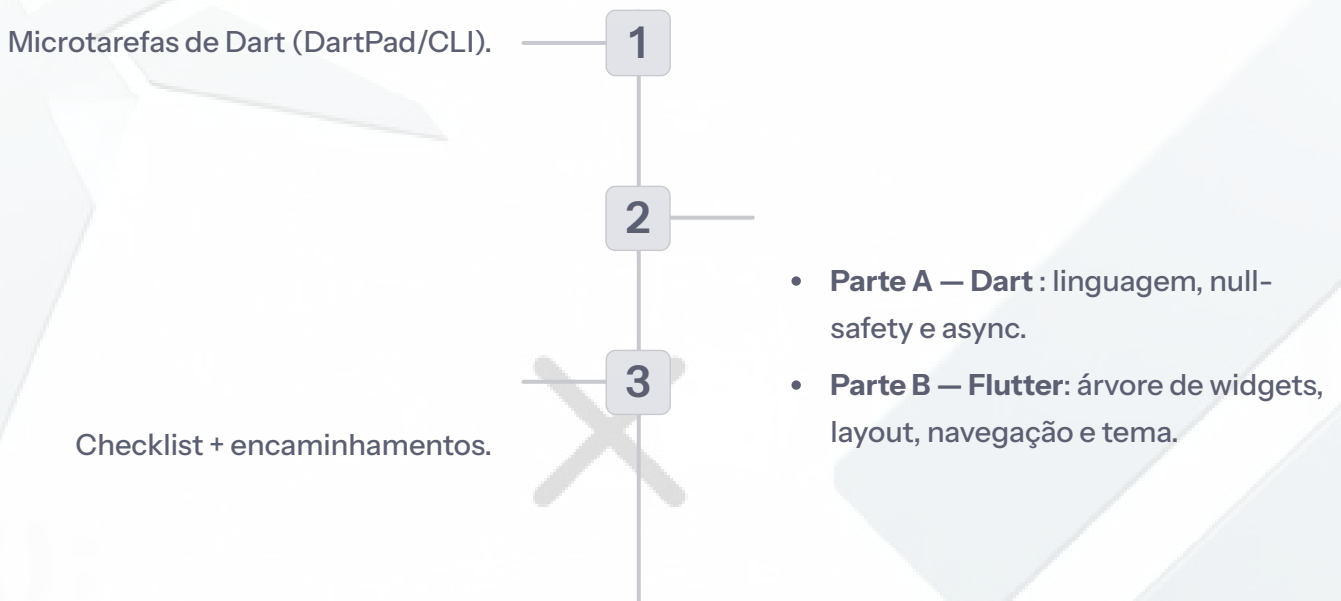 Microtarefas de Dart (DartPad/CLI).
1
2
• Parte A — Dart : linguagem, null-
safety e async.
• Parte B — Flutter: árvore de widgets,
layout, navegação e tema.
3
Checklist + encaminhamentos.